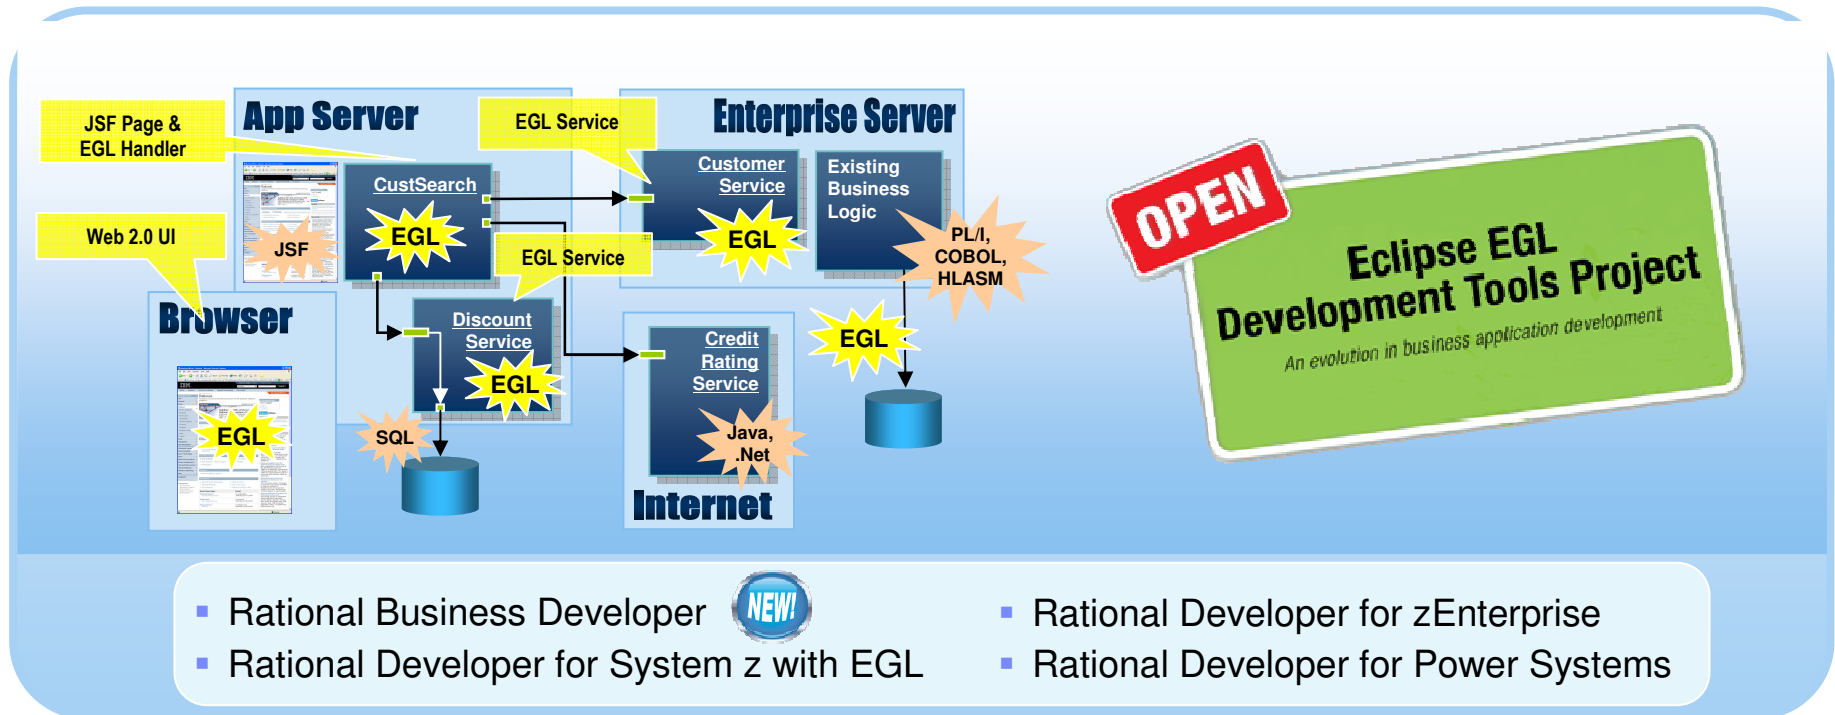 App Server
Enterprise Server
JSF Page &
EGL Handler
EGL Service
CustSearch
EGL
JSF
Customer
Service
EGL
Existing
Business
Logic
PL/I,
COBOL,
HLASM
Web 2.0 UI
EGL Service
Browser
EGL
Discount
Service
EGL
SQL
Credit
Rating
Service
Java,
.Net
Internet
EGL
OPEN
Eclipse EGL
Development Tools Project
An evolution in business application development
Rational Business Developer
NEW!
Rational Developer for System z with EGL
Rational Developer for zEnterprise
Rational Developer for Power Systems